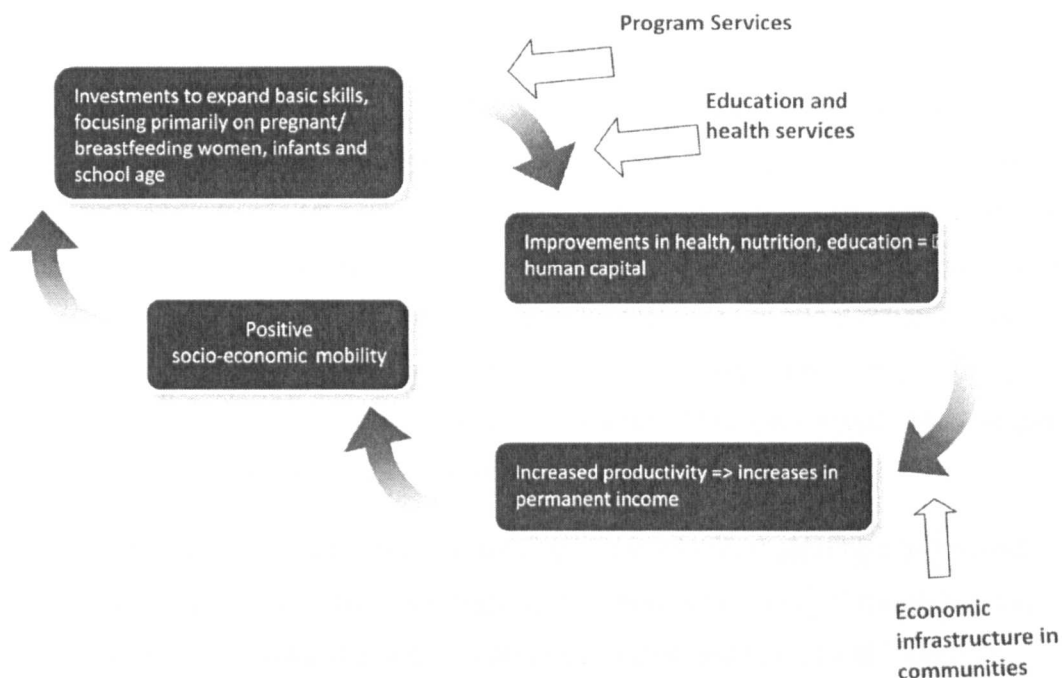 Program Services
Education and
health services
Investments to expand basic skills,
focusing primarily on pregnant/
breastfeeding women, infants and
school age
Improvements in health, nutrition, education =
human capital
Positive
socio-economic mobility
Increased productivity => increases in
permanent income
Economic
infrastructure in
communities